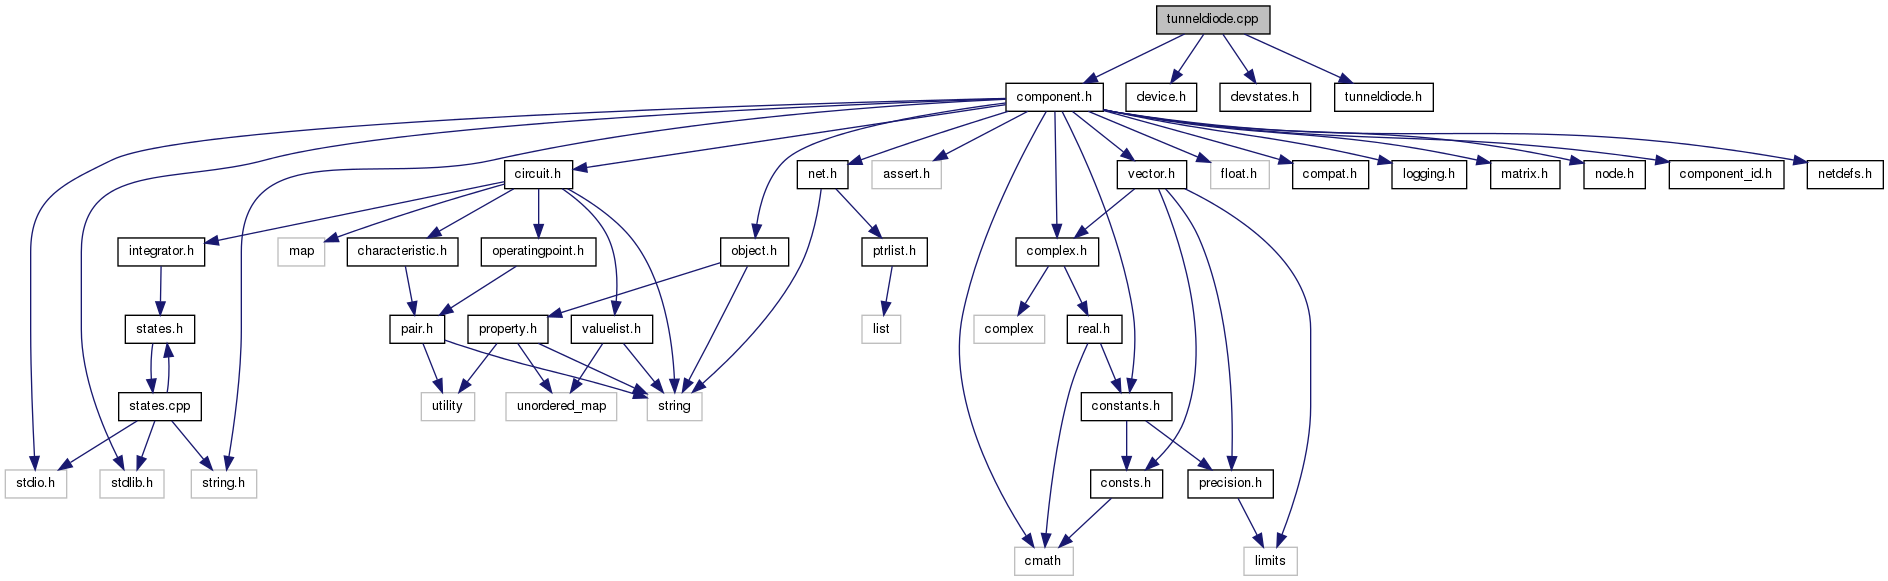 tunneldiode.cpp
component.h
device.h
devstates.h
tunneldiode.h
circuit.h
net.h
assert.h
vector.h
float.h
compat.h
logging.h
matrix.h
node.h
component_id.h
netdefs.h
integrator.h
map
characteristic.h
operatingpoint.h
object.h
ptrlist.h
complex.h
states.h
pair.h
property.h
valuelist.h
list
complex
real.h
states.cpp
utility
unordered_map
string
constants.h
stdio.h
stdlib.h
string.h
consts.h
precision.h
cmath
limits